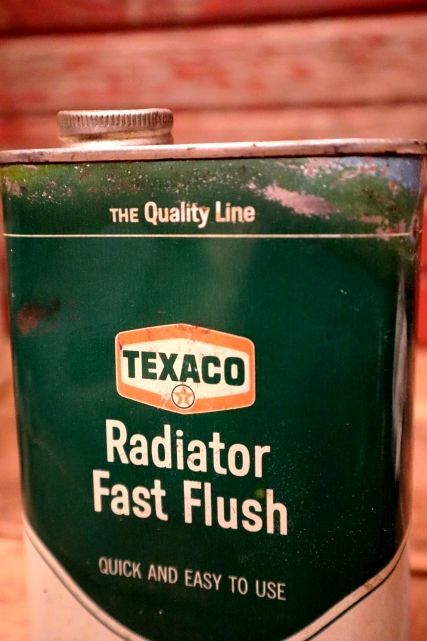 THE Quality Line
TEXACO
T
Radiator
Fast Flush
QUICK AND EASY TO USE